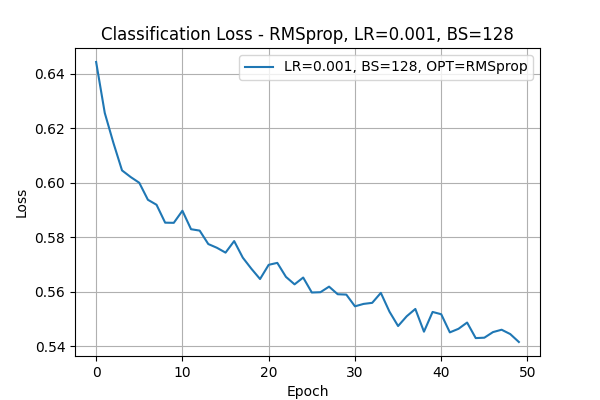 Classification Loss - RMSprop, LR=0.001, BS=128
LR=0.001, BS=128, OPT=RMSprop
Loss
0.64
0.62
0.60
0.58
0.56
0.54
0 10 20 30 40 50
Epoch